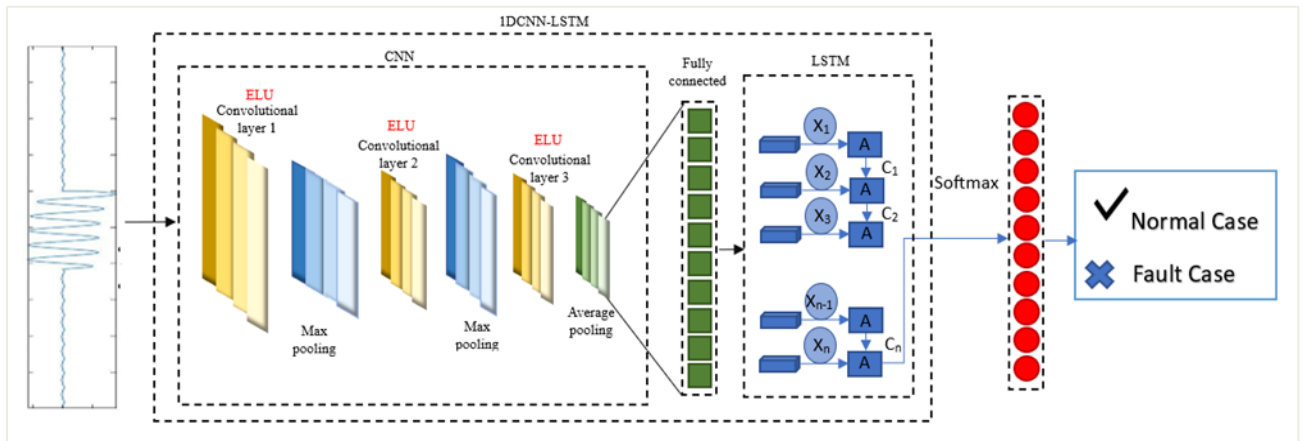 1DCNN-LSTM
CNN
ELU
Convolutional
layer 1
Max
pooling
ELU
Convolutional
layer 2
Max
pooling
ELU
Convolutional
layer 3
Average
pooling
Fully
connected
LSTM
X1
A
C1
X2
A
C2
X3
A
Xn-1
A
Cn
Xn
A
Softmax
Normal Case
Fault Case